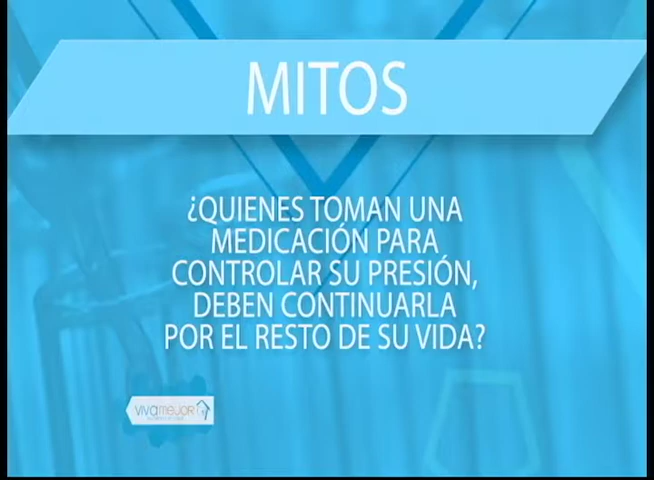 MITOS
¿QUIENES TOMAN UNA
MEDICACIÓN PARA
CONTROLAR SU PRESIÓN,
DEBEN CONTINUARLA
POR EL RESTO DE SU VIDA?
vivamejor